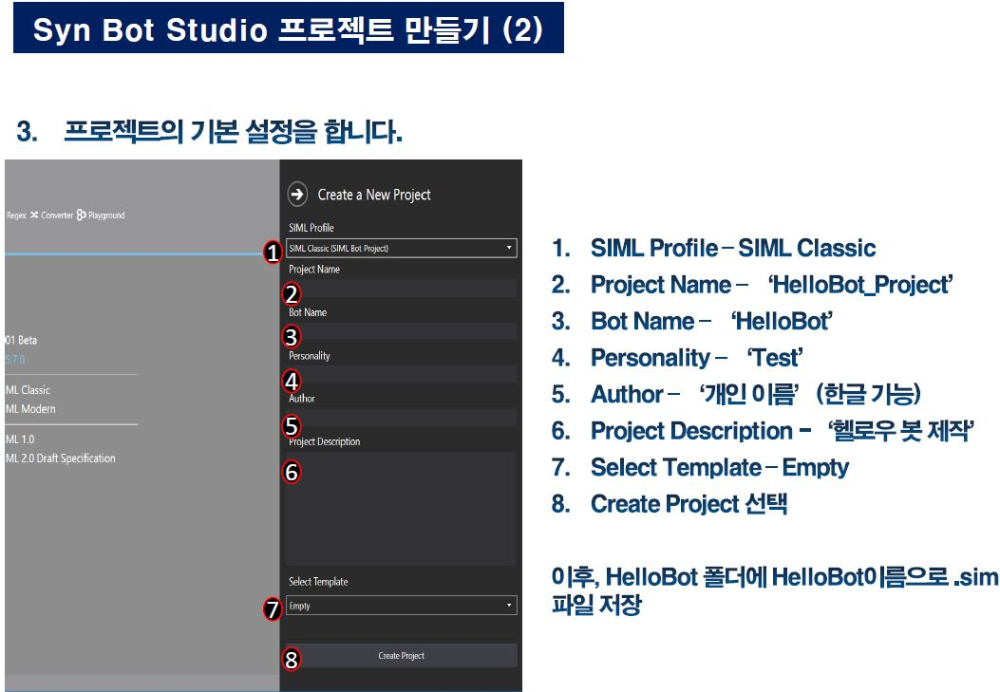 Syn Bot Studio 프로젝트 만들기 (2)
3. 프로젝트의 기본 설정을 합니다.
Regex Converter Playground
01 Beta
5.7.0
ML Classic
ML Modern
ML 1.0
ML 2.0 Draft Specification
Create a New Project
SIML Profile
1 SIML Classic (SIML Bot Project)
Project Name
2
Bot Name
3
Personality
4
Author
5
Project Description
6
Select Template
7 Empty
8 Create Project
1. SIML Profile – SIML Classic
2. Project Name – ‘HelloBot_Project’
3. Bot Name – ‘HelloBot’
4. Personality – ‘Test’
5. Author – ‘개인 이름’ (한글 가능)
6. Project Description – ‘헬로우 봇 제작’
7. Select Template – Empty
8. Create Project 선택
이후, HelloBot 폴더에 HelloBot이름으로 .sim
파일 저장